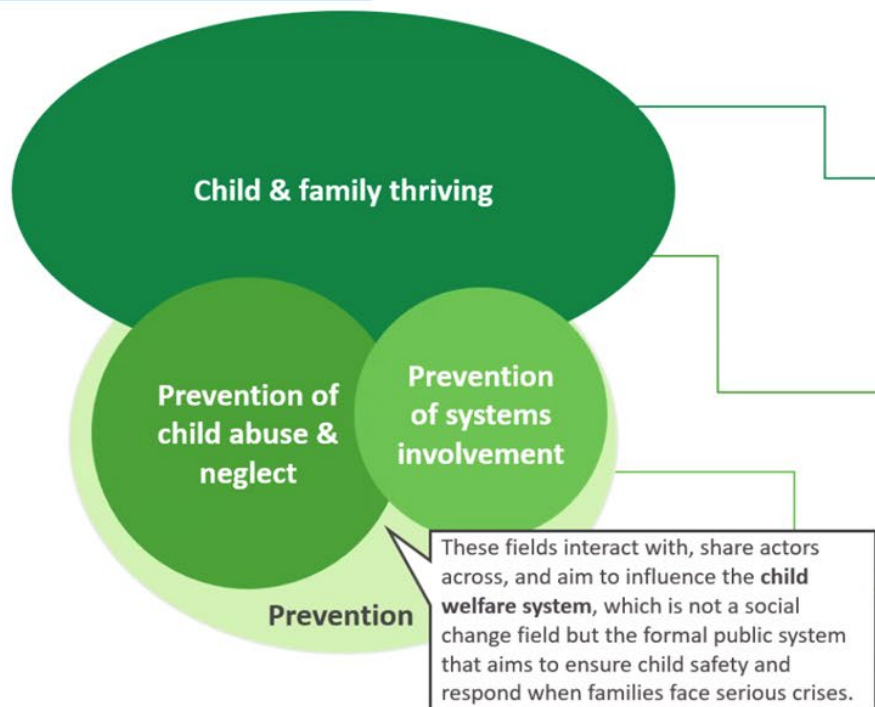 Child & family thriving
Prevention of
child abuse &
neglect
Prevention
of systems
involvement
Prevention
These fields interact with, share actors
across, and aim to influence the child
welfare system, which is not a social
change field but the formal public system
that aims to ensure child safety and
respond when families face serious crises.